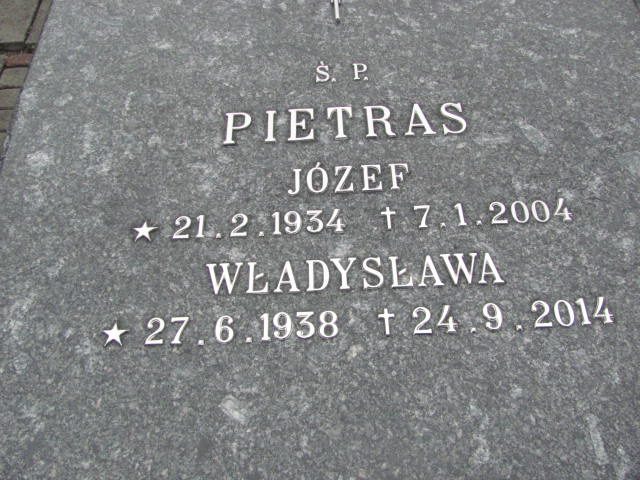 Ś. P.
PIETRAS
JÓZEF
★ 21.2.1934 † 7.1.2004
WŁADYSŁAWA
★ 27.6.1938 † 24.9.2014